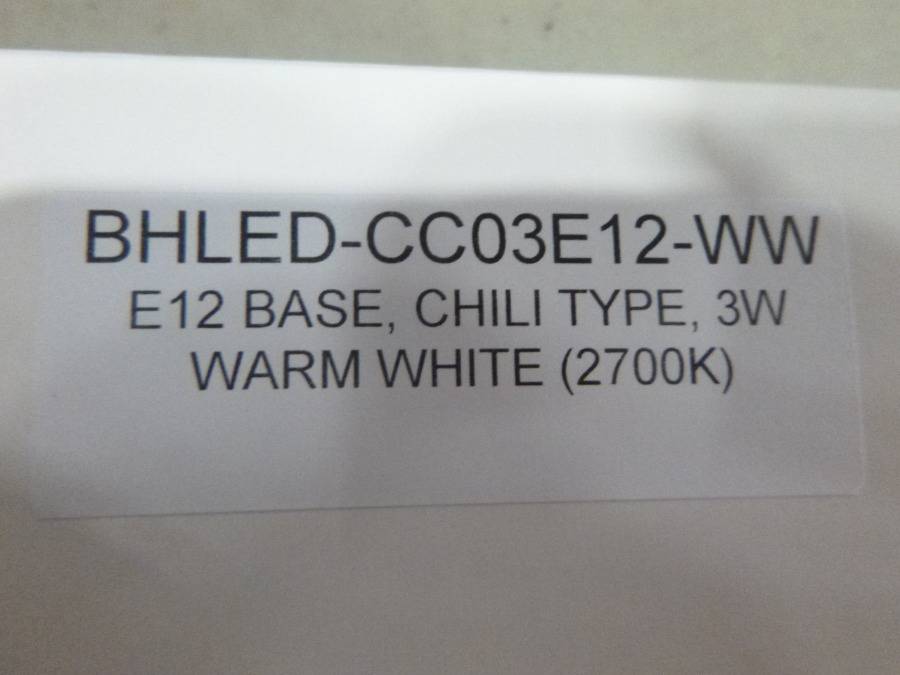 BHLED-CC03E12-WW
E12 BASE, CHILI TYPE, 3W
WARM WHITE (2700K)